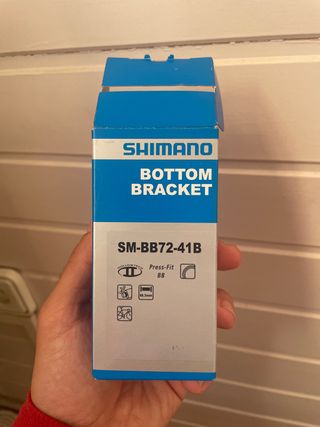 SHIMANO
BOTTOM
BRACKET
SM-BB72-41B
Press-Fit
BB